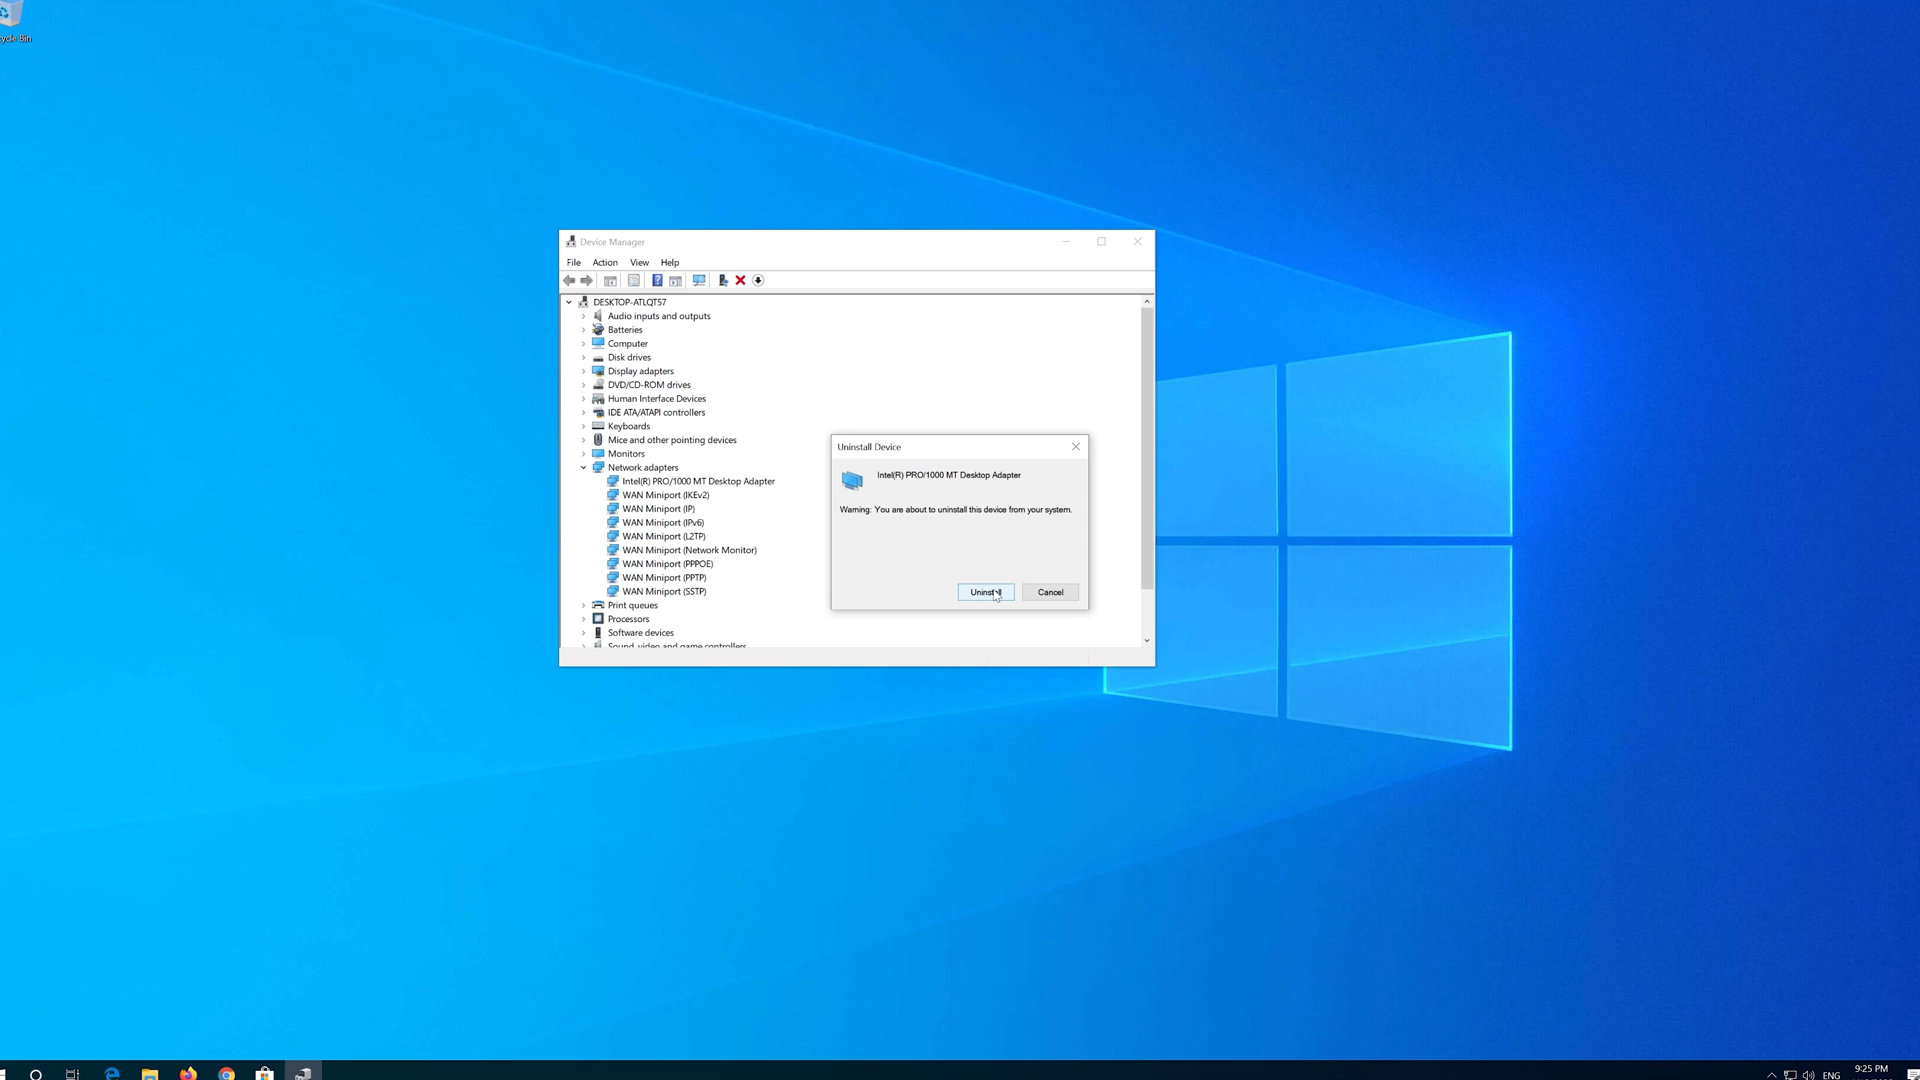 Device Manager
File Action View Help
DESKTOP-ATLQT57
Audio inputs and outputs
Batteries
Computer
Disk drives
Display adapters
DVD/CD-ROM drives
Human Interface Devices
IDE ATA/ATAPI controllers
Keyboards
Mice and other pointing devices
Monitors
Network adapters
Intel(R) PRO/1000 MT Desktop Adapter
WAN Miniport (IKEv2)
WAN Miniport (IP)
WAN Miniport (IPv6)
WAN Miniport (L2TP)
WAN Miniport (Network Monitor)
WAN Miniport (PPPOE)
WAN Miniport (PPTP)
WAN Miniport (SSTP)
Print queues
Processors
Software devices
Sound, video and game controllers
Uninstall Device
Intel(R) PRO/1000 MT Desktop Adapter
Warning: You are about to uninstall this device from your system.
Uninstall Cancel
ENG
9:25 PM